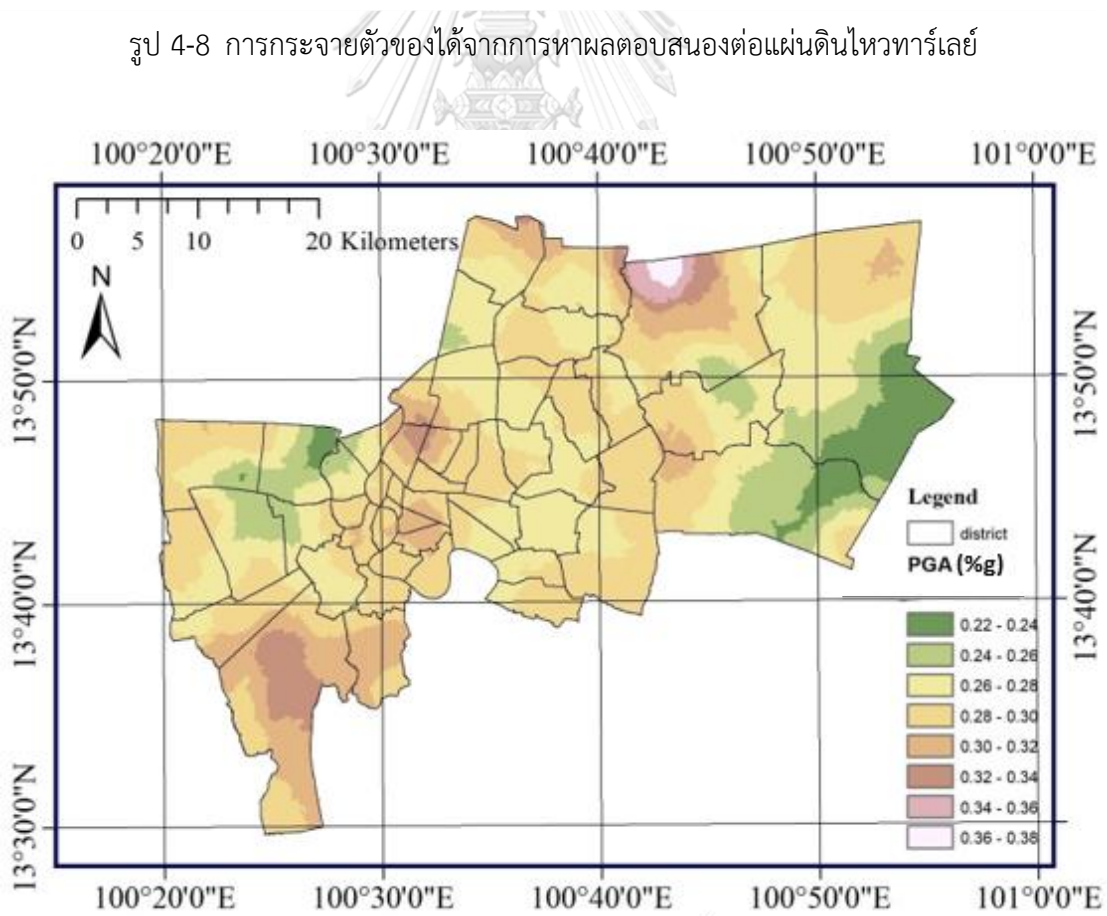 รูป 4-8 การกระจายตัวของได้จากการหาผลตอบสนองต่อแผ่นดินไหวทาร์เลย์
100°20'0"E 100°30'0"E 100°40'0"E 100°50'0"E 101°0'0"E
0 5 10 20 Kilometers
N
13°50'0"N
13°40'0"N
13°30'0"N
13°50'0"N
13°40'0"N
Legend
district
PGA (%g)
0.22 - 0.24
0.24 - 0.26
0.26 - 0.28
0.28 - 0.30
0.30 - 0.32
0.32 - 0.34
0.34 - 0.36
0.36 - 0.38
100°20'0"E 100°30'0"E 100°40'0"E 100°50'0"E 101°0'0"E